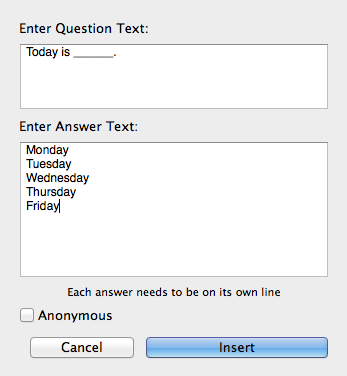 Enter Question Text:
Today is ______.
Enter Answer Text:
Monday
Tuesday
Wednesday
Thursday
Friday
Each answer needs to be on its own line
Anonymous
Cancel
Insert